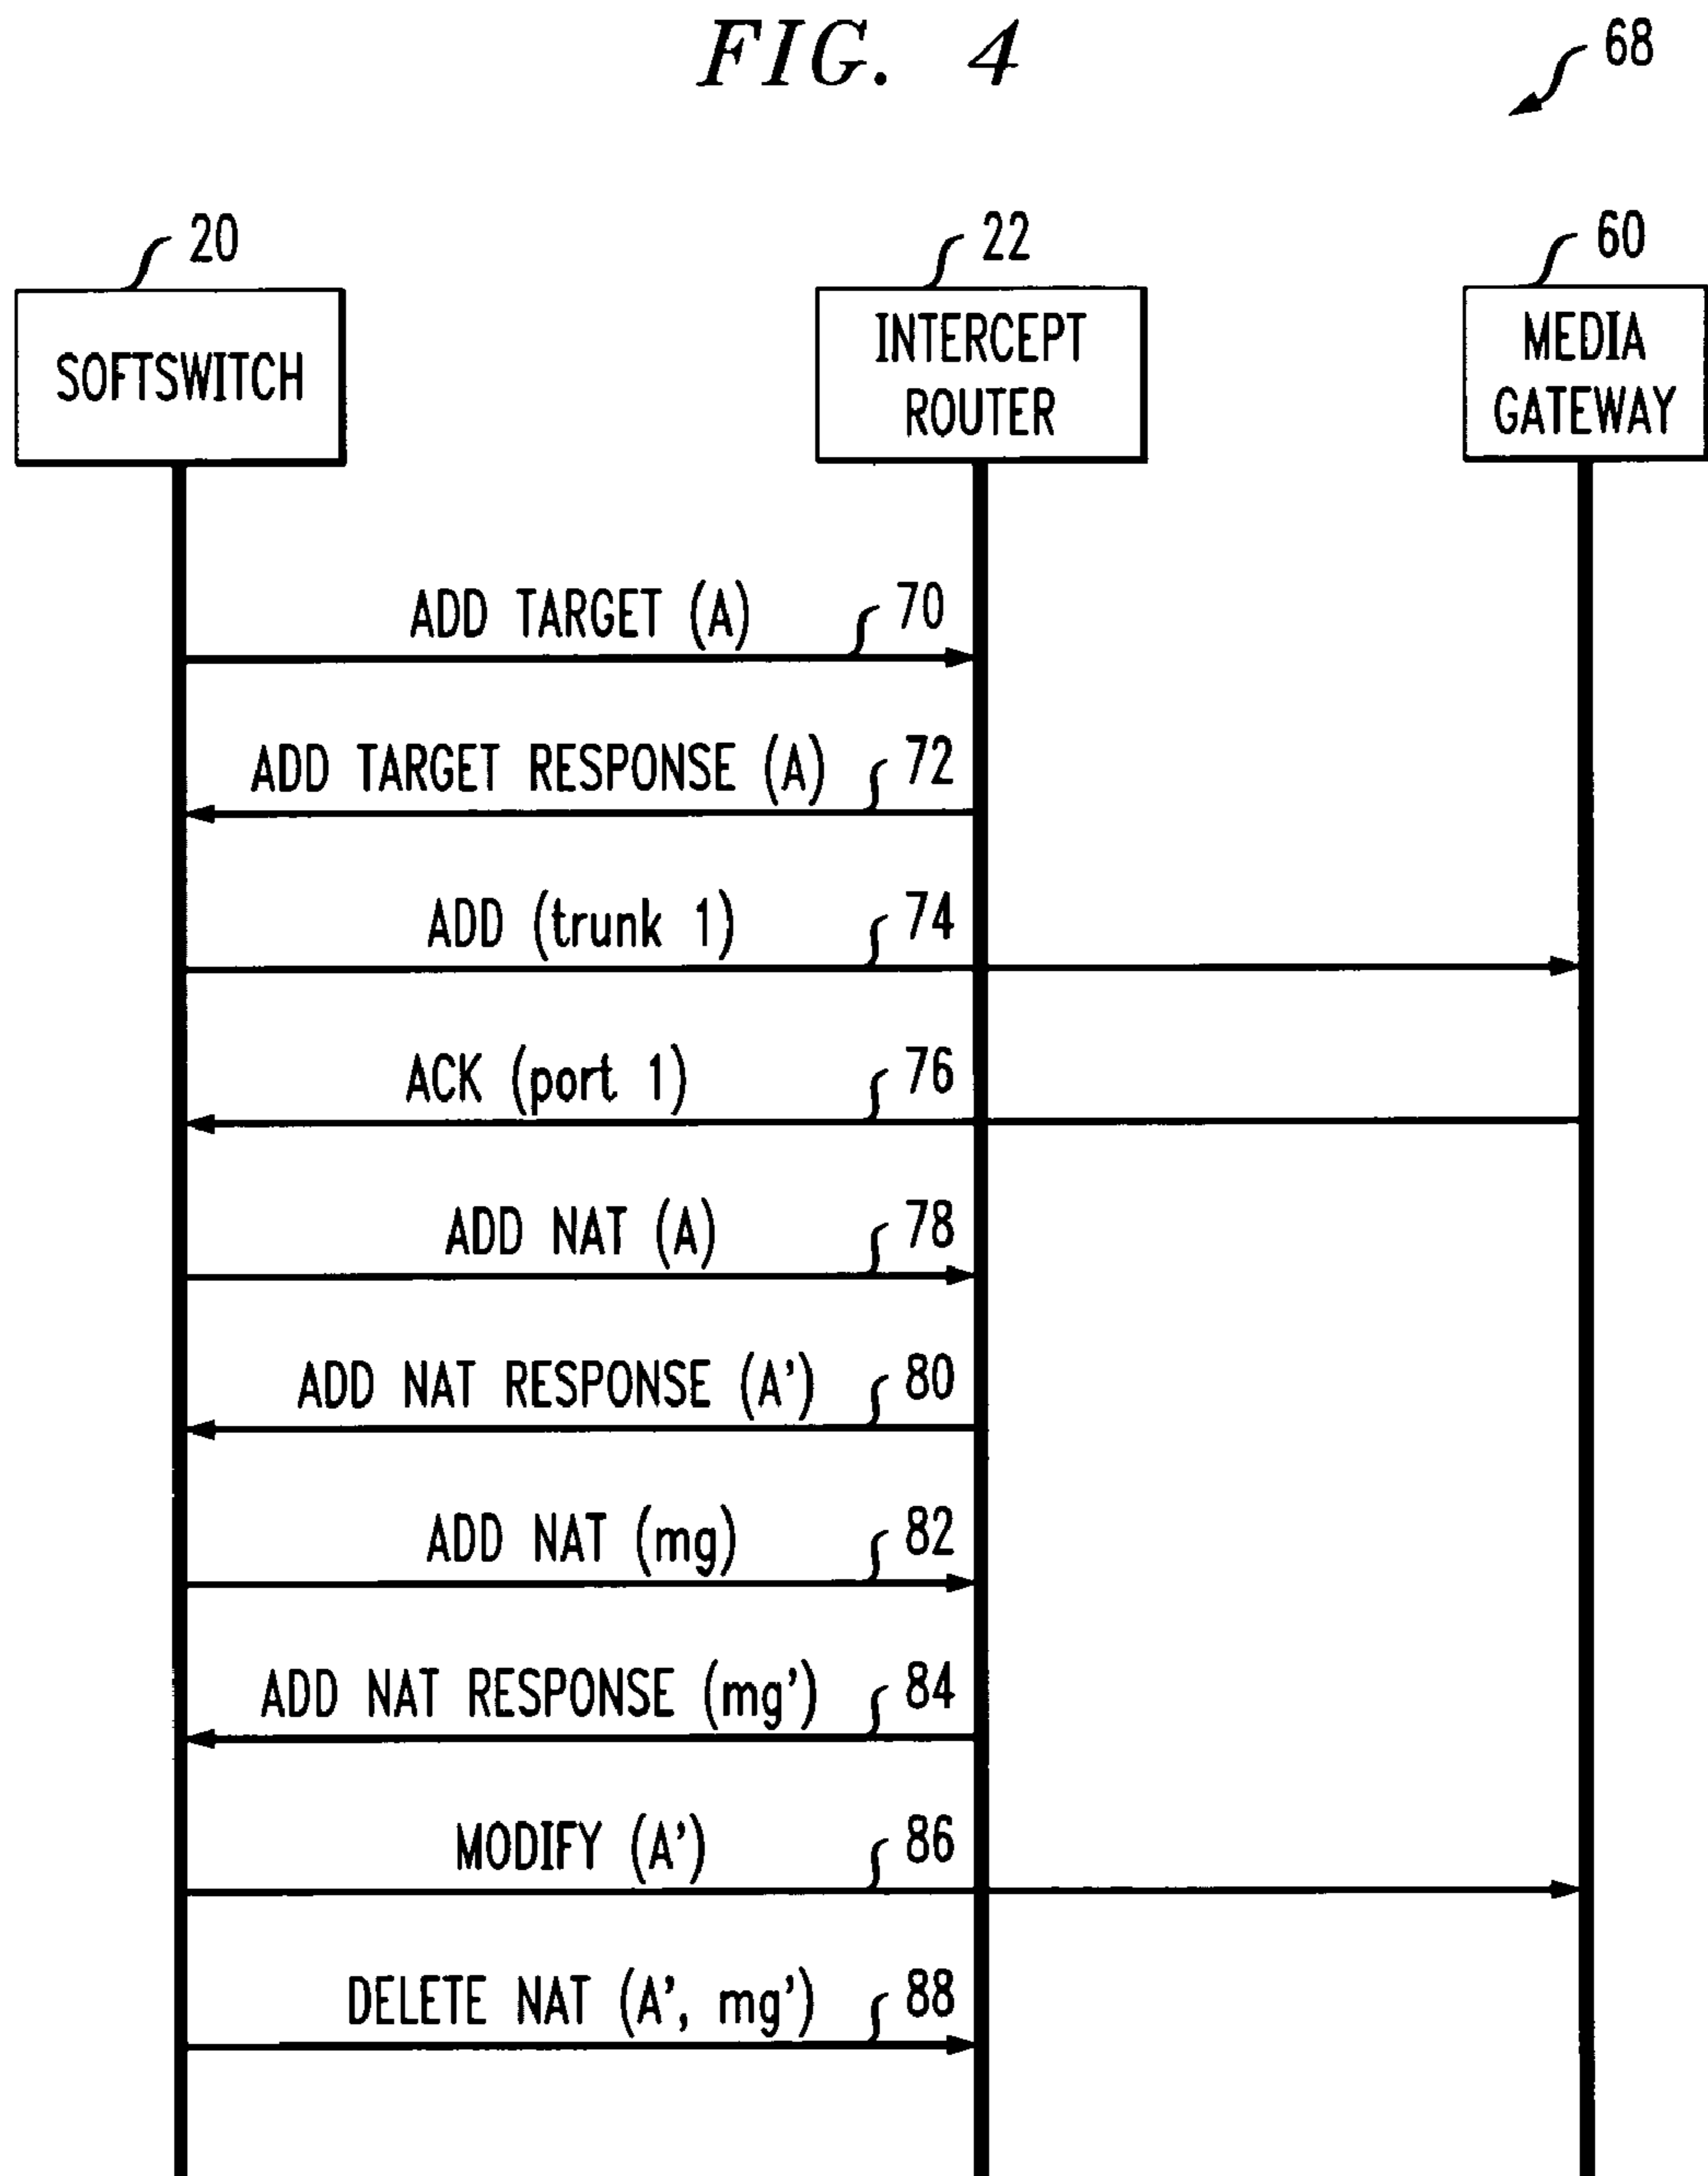 FIG. 4
68
20
22
60
SOFTSWITCH
INTERCEPT
ROUTER
MEDIA
GATEWAY
ADD TARGET (A) 70
ADD TARGET RESPONSE (A) 72
ADD (trunk 1) 74
ACK (port 1) 76
ADD NAT (A) 78
ADD NAT RESPONSE (A') 80
ADD NAT (mg) 82
ADD NAT RESPONSE (mg') 84
MODIFY (A') 86
DELETE NAT (A', mg') 88